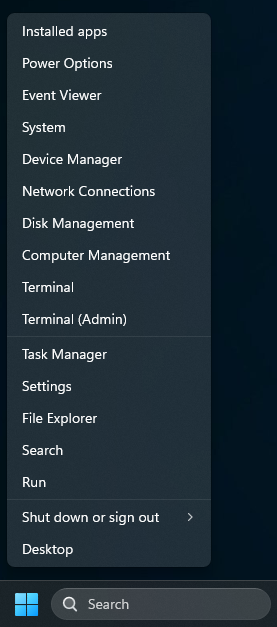 Installed apps
Power Options
Event Viewer
System
Device Manager
Network Connections
Disk Management
Computer Management
Terminal
Terminal (Admin)
Task Manager
Settings
File Explorer
Search
Run
Shut down or sign out
Desktop
Search